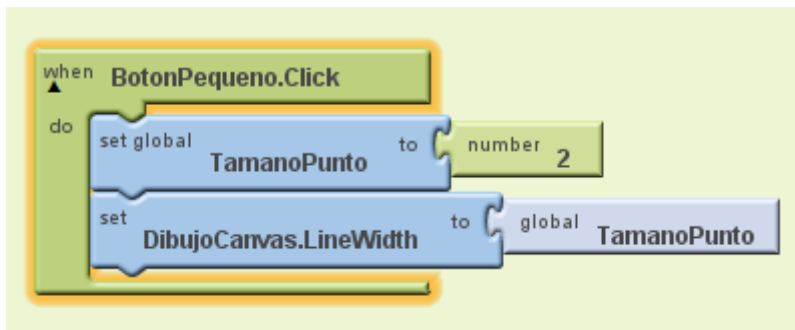 when BotonPequeno.Click
do
set global TamanoPunto to number 2
set DibujoCanvas.LineWidth to global TamanoPunto